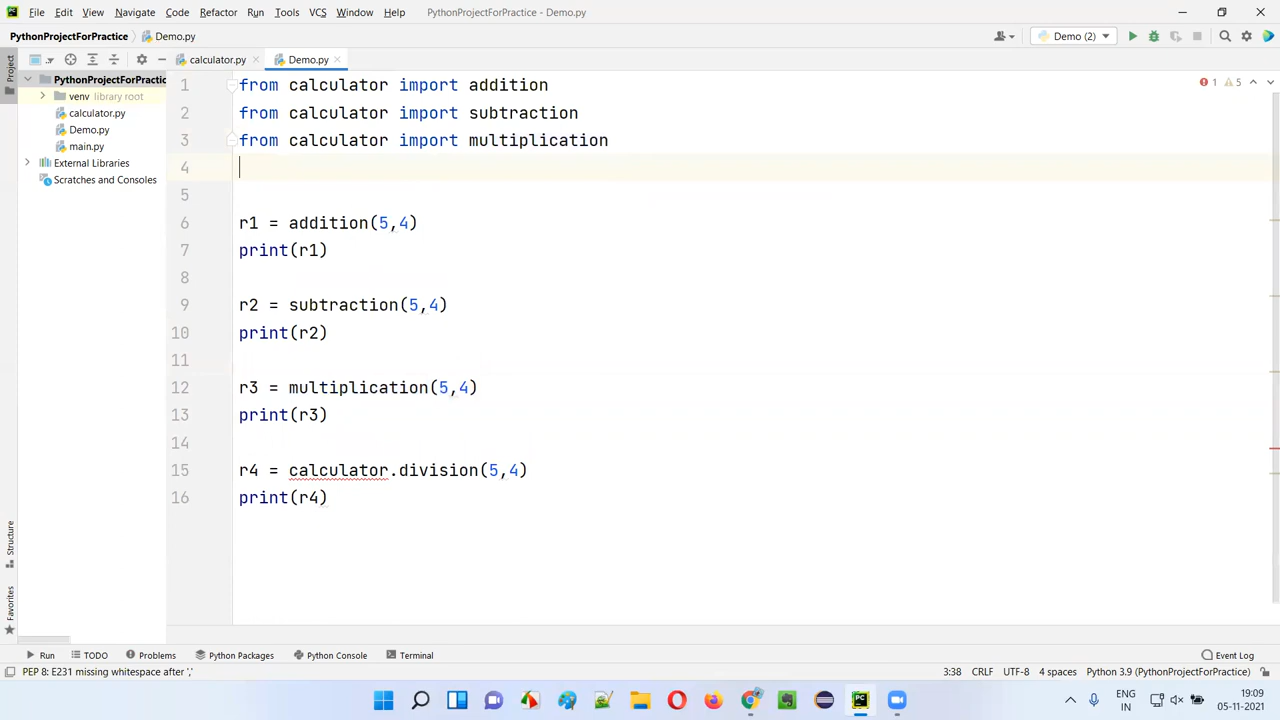 File Edit View Navigate Code Refactor Run Tools VCS Window Help PythonProjectForPractice - Demo.py
PythonProjectForPractice Demo.py Demo (2)
Project calculator.py Demo.py
PythonProjectForPractic
venv library root
calculator.py
Demo.py
main.py
External Libraries
Scratches and Consoles
1 from calculator import addition 1 5
2 from calculator import subtraction
3 from calculator import multiplication
4
5
6 r1 = addition(5,4)
7 print(r1)
8
9 r2 = subtraction(5,4)
10 print(r2)
11
12 r3 = multiplication(5,4)
13 print(r3)
14
15 r4 = calculator.division(5,4)
16 print(r4)
Structure
Favorites
Run TODO Problems Python Packages Python Console Terminal Event Log
PEP 8: E231 missing whitespace after ',' 3:38 CRLF UTF-8 4 spaces Python 3.9 (PythonProjectForPractice)
PC
ENG
IN
19:09
05-11-2021